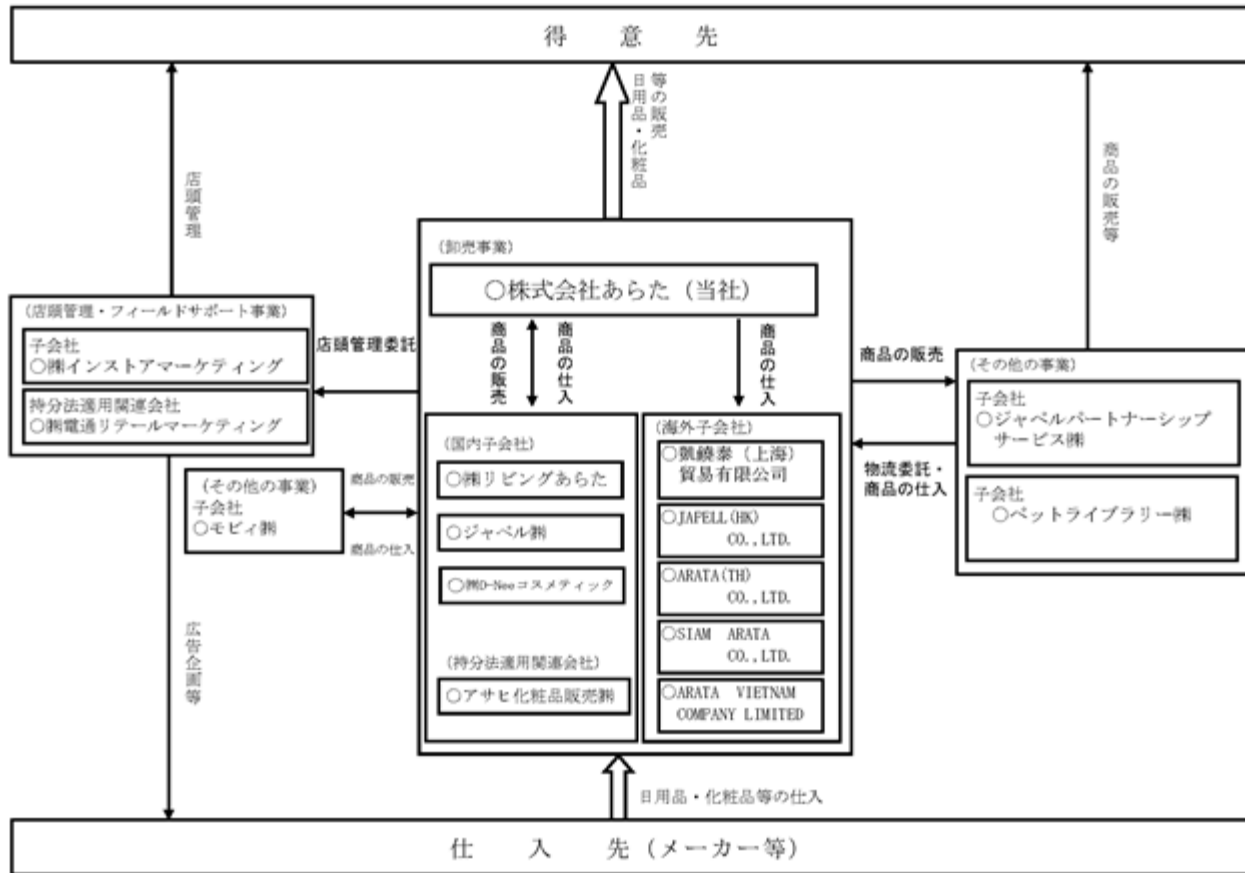 得 意 先
日用品・化粧品
等の販売
店頭管理
商品の販売等
(卸売事業)
○株式会社あらた (当社)
商品の販売
商品の仕入
商品の仕入
(店頭管理・フィールドサポート事業)
子会社
○㈱インストアマーケティング
持分法適用関連会社
○㈱電通リテールマーケティング
店頭管理委託
商品の販売
物流委託・
商品の仕入
(その他の事業)
子会社
○ジャペルパートナーシップ
サービス㈱
子会社
○ペットライブラリー㈱
(その他の事業)
子会社
○モビィ㈱
商品の販売
商品の仕入
(国内子会社)
○㈱リビングあらた
○ジャペル㈱
○㈱D-Neeコスメティック
(持分法適用関連会社)
○アサヒ化粧品販売㈱
(海外子会社)
○凱饒泰 (上海)
貿易有限公司
○JAPELL(HK)
CO.,LTD.
○ARATA(TH)
CO.,LTD.
○SIAM ARATA
CO.,LTD.
○ARATA VIETNAM
COMPANY LIMITED
広告企画等
日用品・化粧品等の仕入
仕 入 先 (メーカー等)